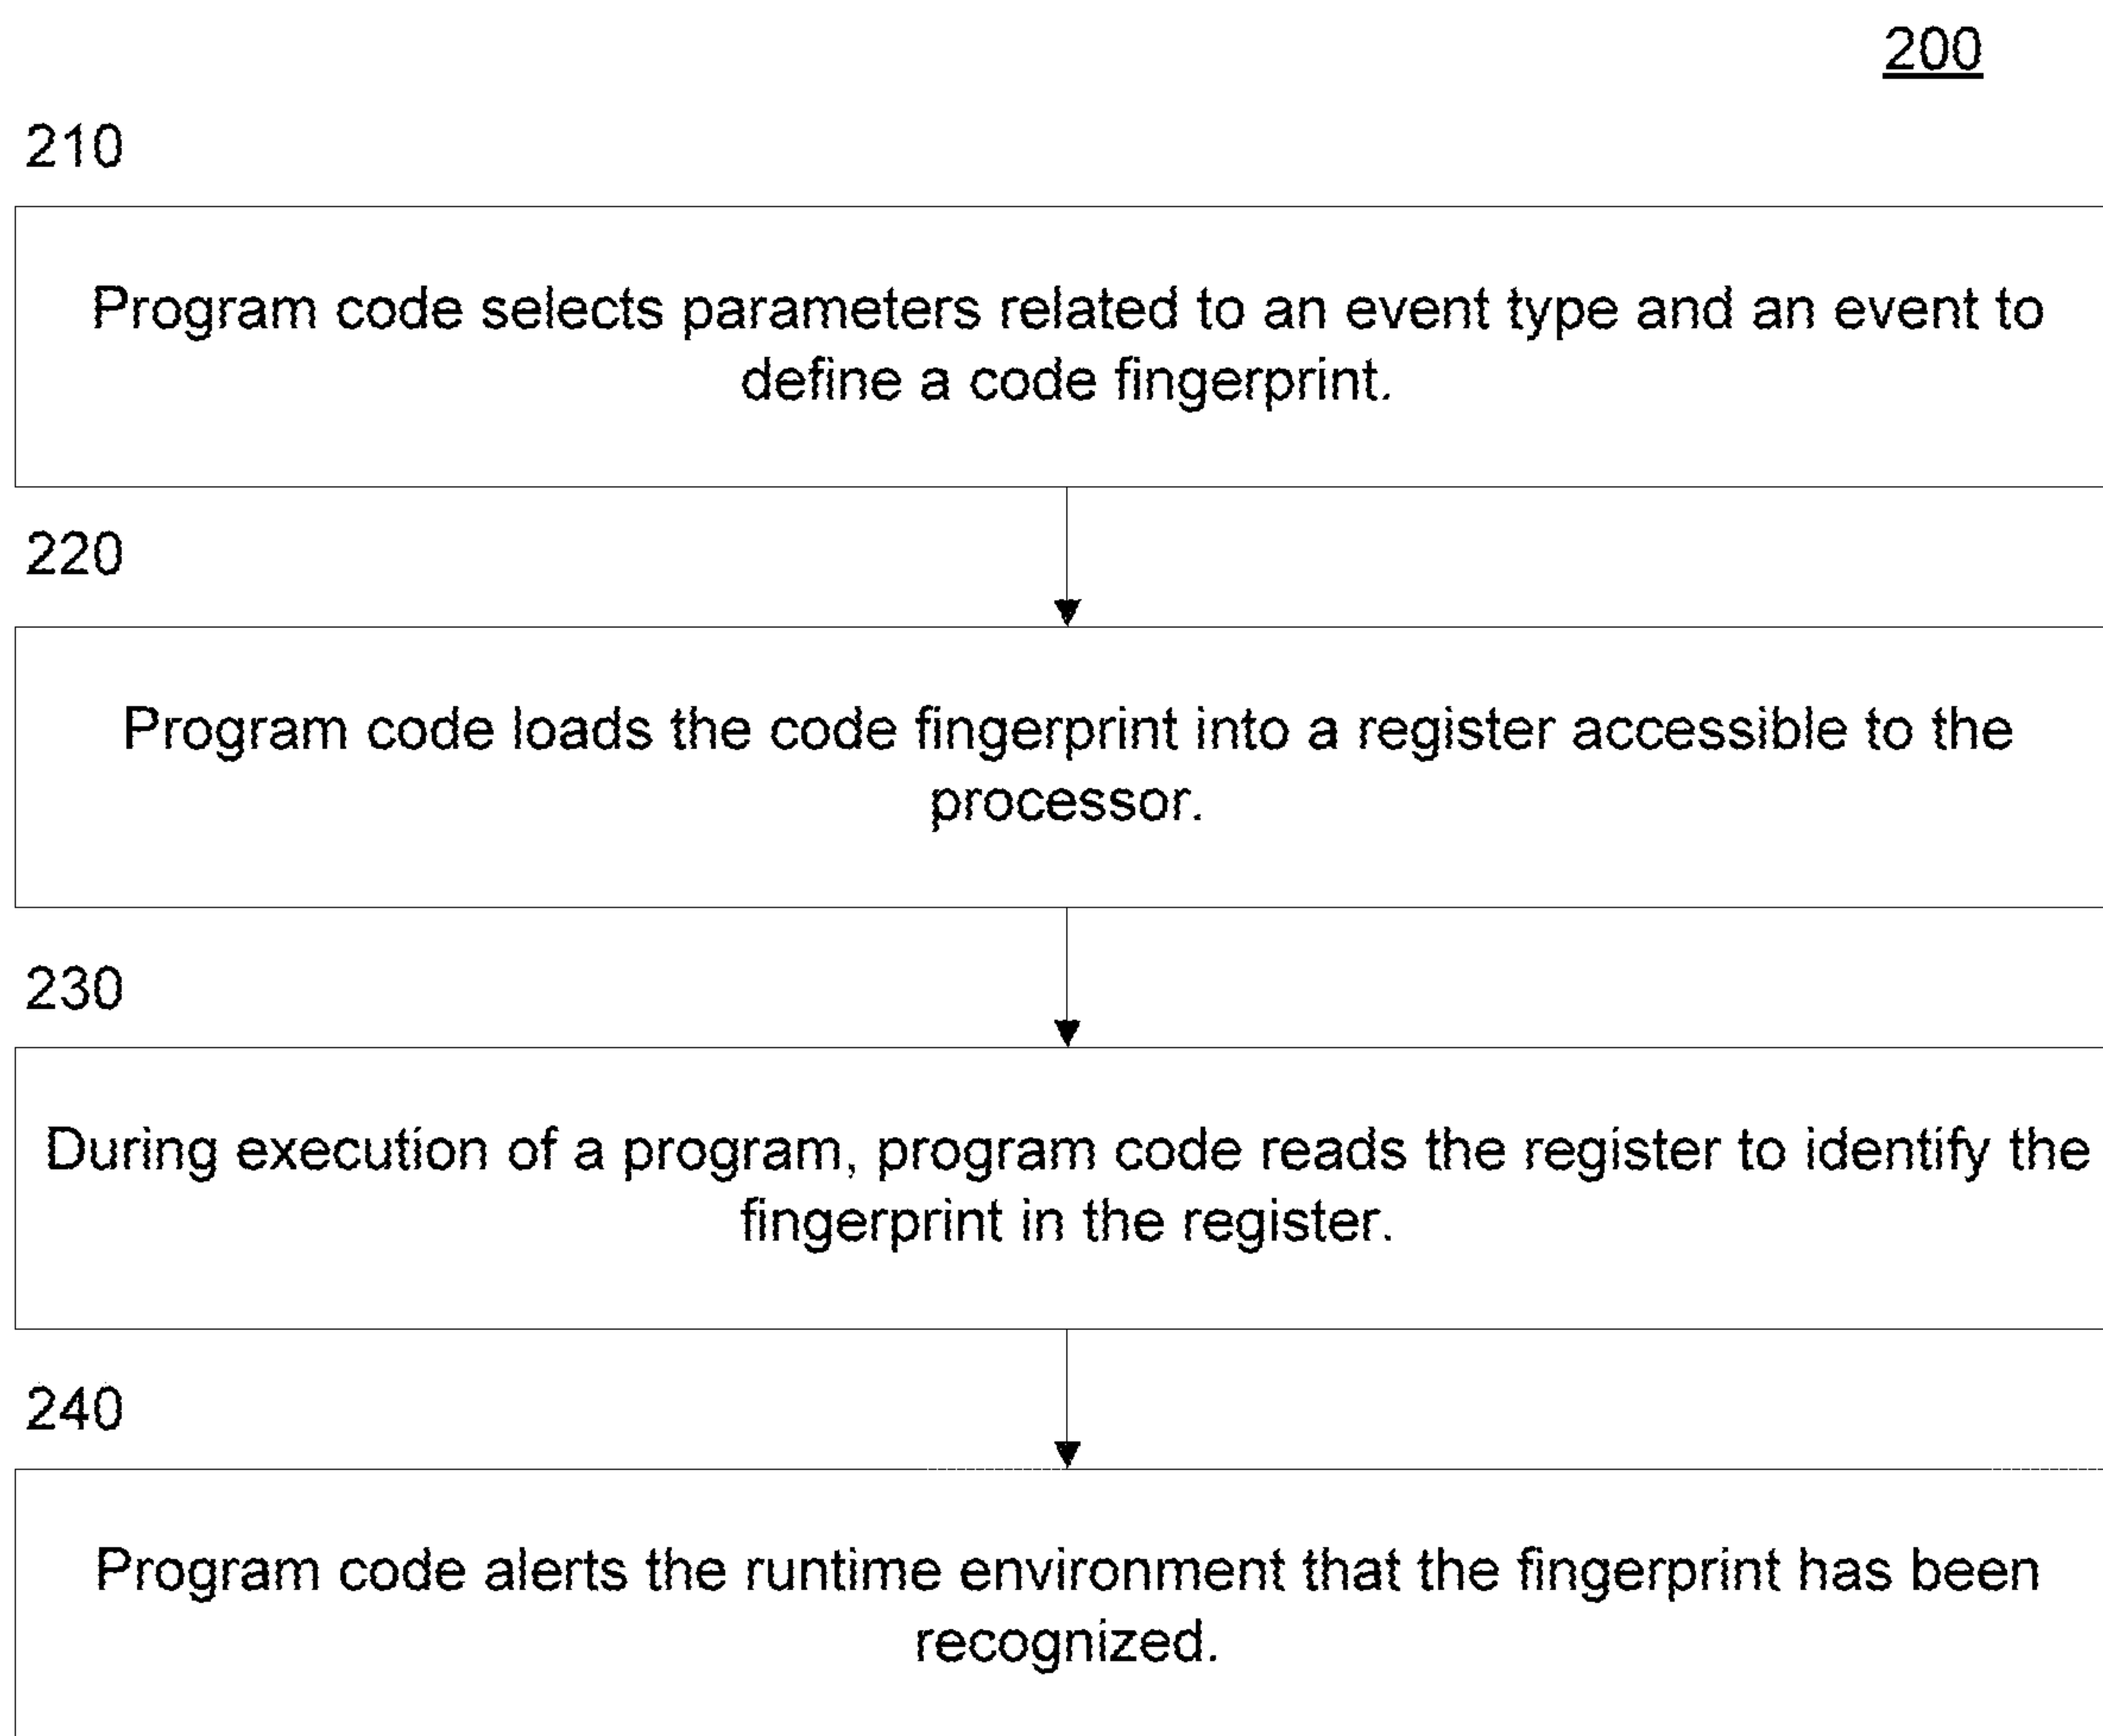 200
210
Program code selects parameters related to an event type and an event to
define a code fingerprint.
220
Program code loads the code fingerprint into a register accessible to the
processor.
230
During execution of a program, program code reads the register to identify the
fingerprint in the register.
240
Program code alerts the runtime environment that the fingerprint has been
recognized.